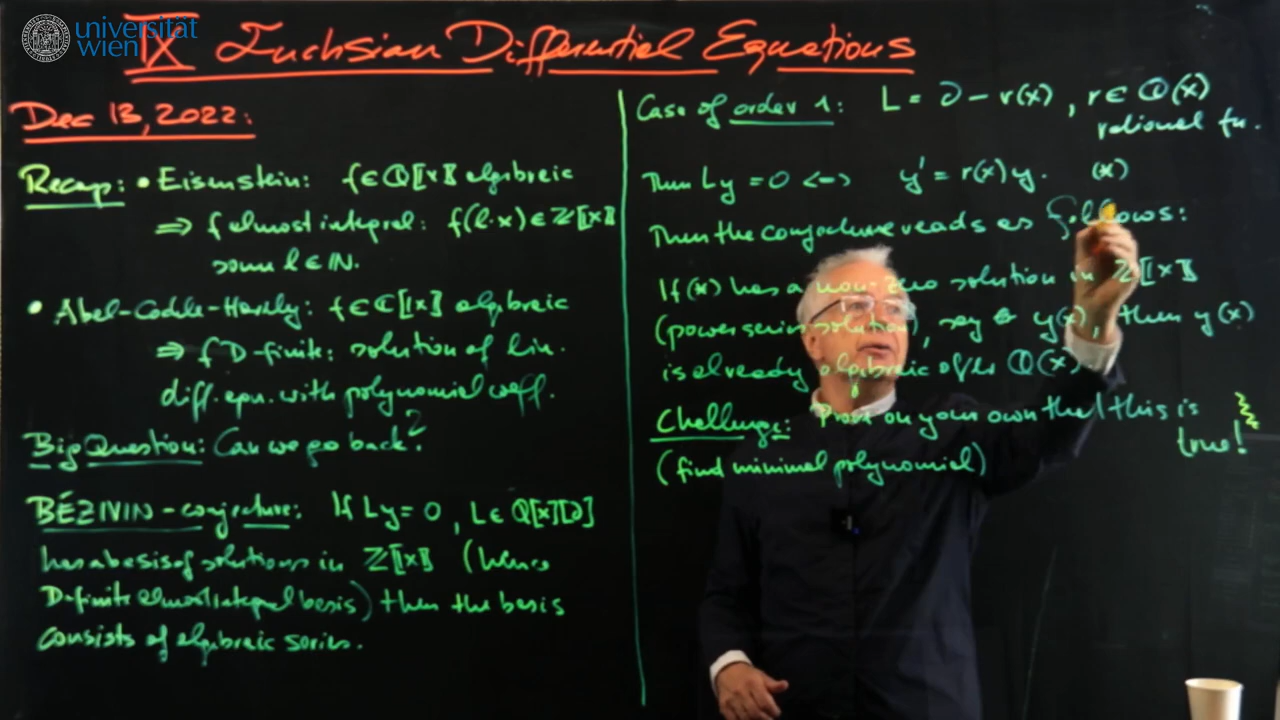 universität
wien
IX Fuchsian Differential Equations
Dec 13, 2022:
Recap: • Eisenstein: f ∈ Q[[x]] algebraic
⇒ f almost integral: f(l·x) ∈ Z[[x]]
some l ∈ IN.
• Abel-Cockle-Harley: f ∈ C[[x]] algebraic
⇒ f D-finite: solution of lin.
diff. equ. with polynomial coeff.
Big Question: Can we go back?
BÉZIVIN-conjecture: If Ly=0, L ∈ Q[x][∂]
has a basis of solutions in Z[[x]] (hence
D-finite almost integral basis) then the basis
consists of algebraic series.
Case of order 1: L = ∂ - r(x), r ∈ Q(x)
rational fu.
Then Ly = 0 <-> y' = r(x)y. (*)
Then the conjecture reads as follows:
If (*) has a non-zero solution in Z[[x]]
(power series solution), say y(x), then y(x)
is already algebraic over Q(x).
Challenge: Prove on your own that this is
true!
(find minimal polynomial)